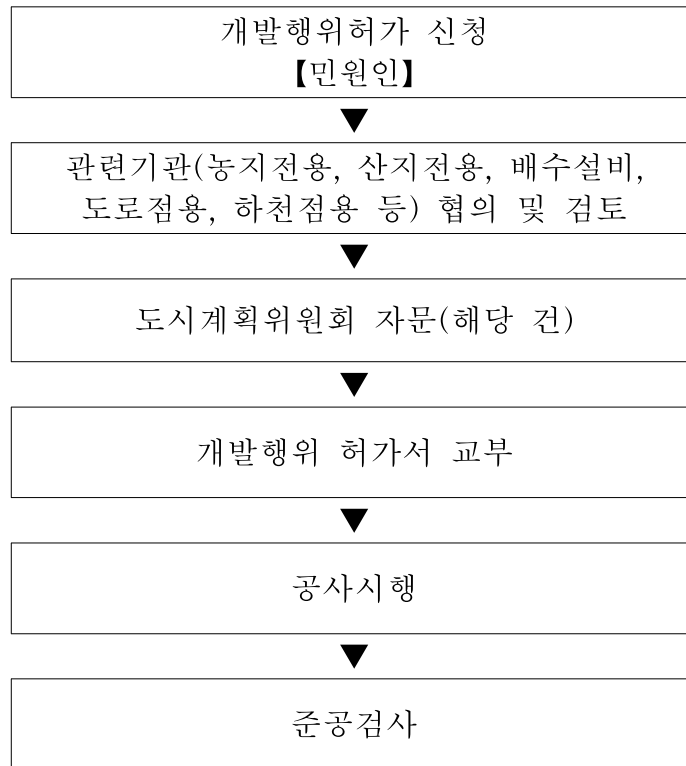 개발행위허가 신청
【민원인】
▼
관련기관(농지전용, 산지전용, 배수설비,
도로점용, 하천점용 등) 협의 및 검토
▼
도시계획위원회 자문(해당 건)
▼
개발행위 허가서 교부
▼
공사시행
▼
준공검사